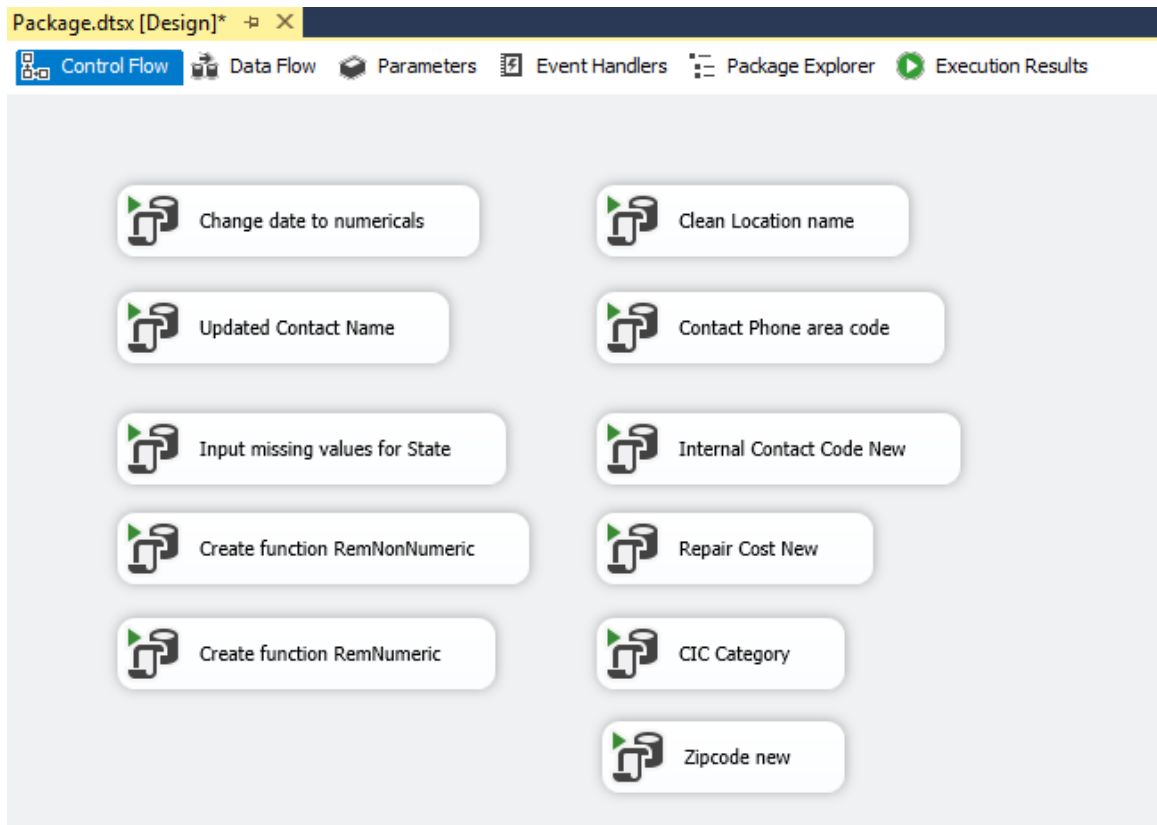 Package.dtsx [Design]*
Control Flow Data Flow Parameters Event Handlers Package Explorer Execution Results
Change date to numericals
Clean Location name
Updated Contact Name
Contact Phone area code
Input missing values for State
Internal Contact Code New
Create function RemNonNumeric
Repair Cost New
Create function RemNumeric
CIC Category
Zipcode new